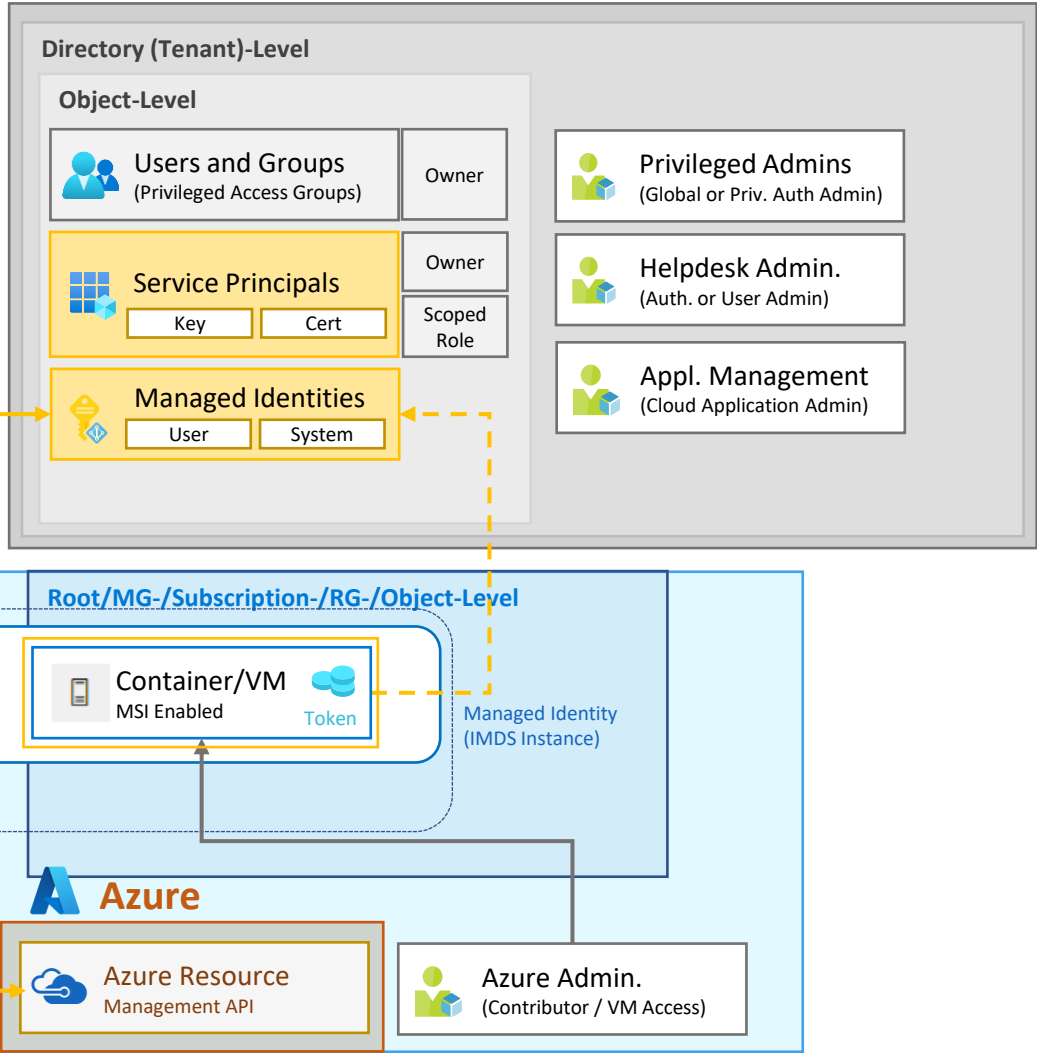 Directory (Tenant)-Level
Object-Level
Users and Groups
(Privileged Access Groups)
Owner
Service Principals
Key
Cert
Owner
Scoped
Role
Managed Identities
User
System
Privileged Admins
(Global or Priv. Auth Admin)
Helpdesk Admin.
(Auth. or User Admin)
Appl. Management
(Cloud Application Admin)
Root/MG-/Subscription-/RG-/Object-Level
Container/VM
MSI Enabled
Token
Managed Identity
(IMDS Instance)
Azure
Azure Resource
Management API
Azure Admin.
(Contributor / VM Access)